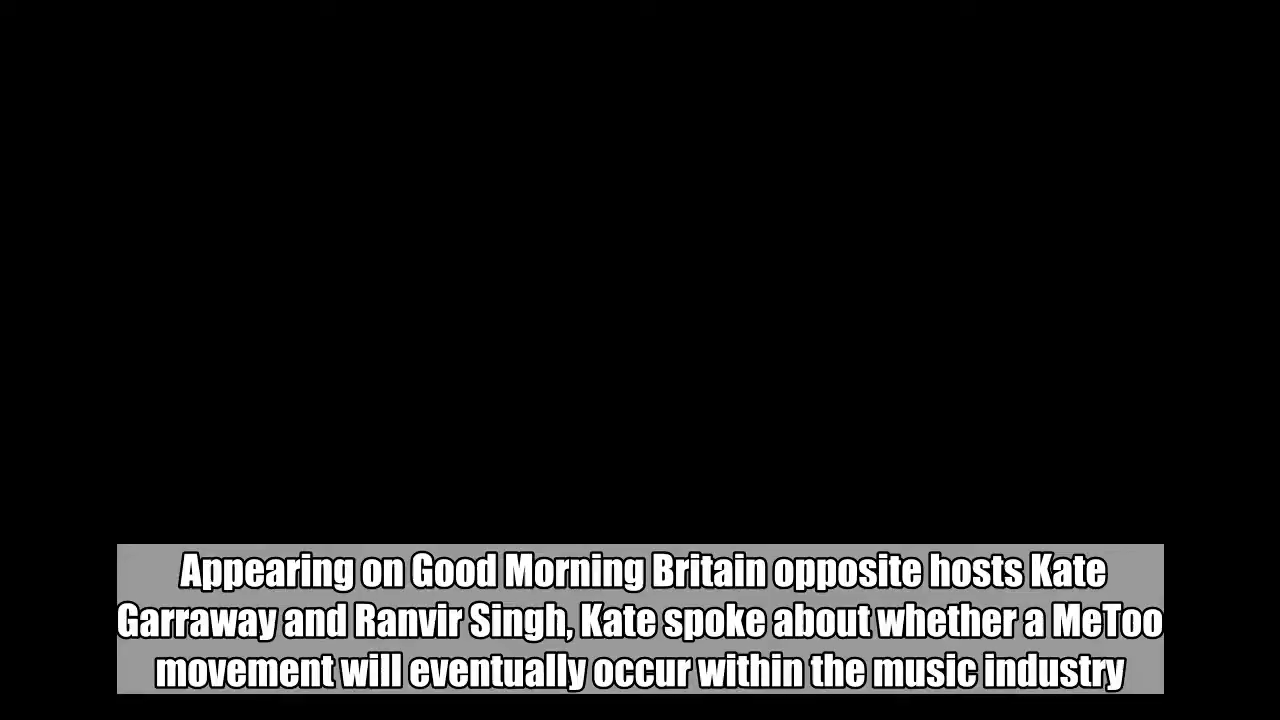 Appearing on Good Morning Britain opposite hosts Kate
Garraway and Ranvir Singh, Kate spoke about whether a MeToo
movement will eventually occur within the music industry